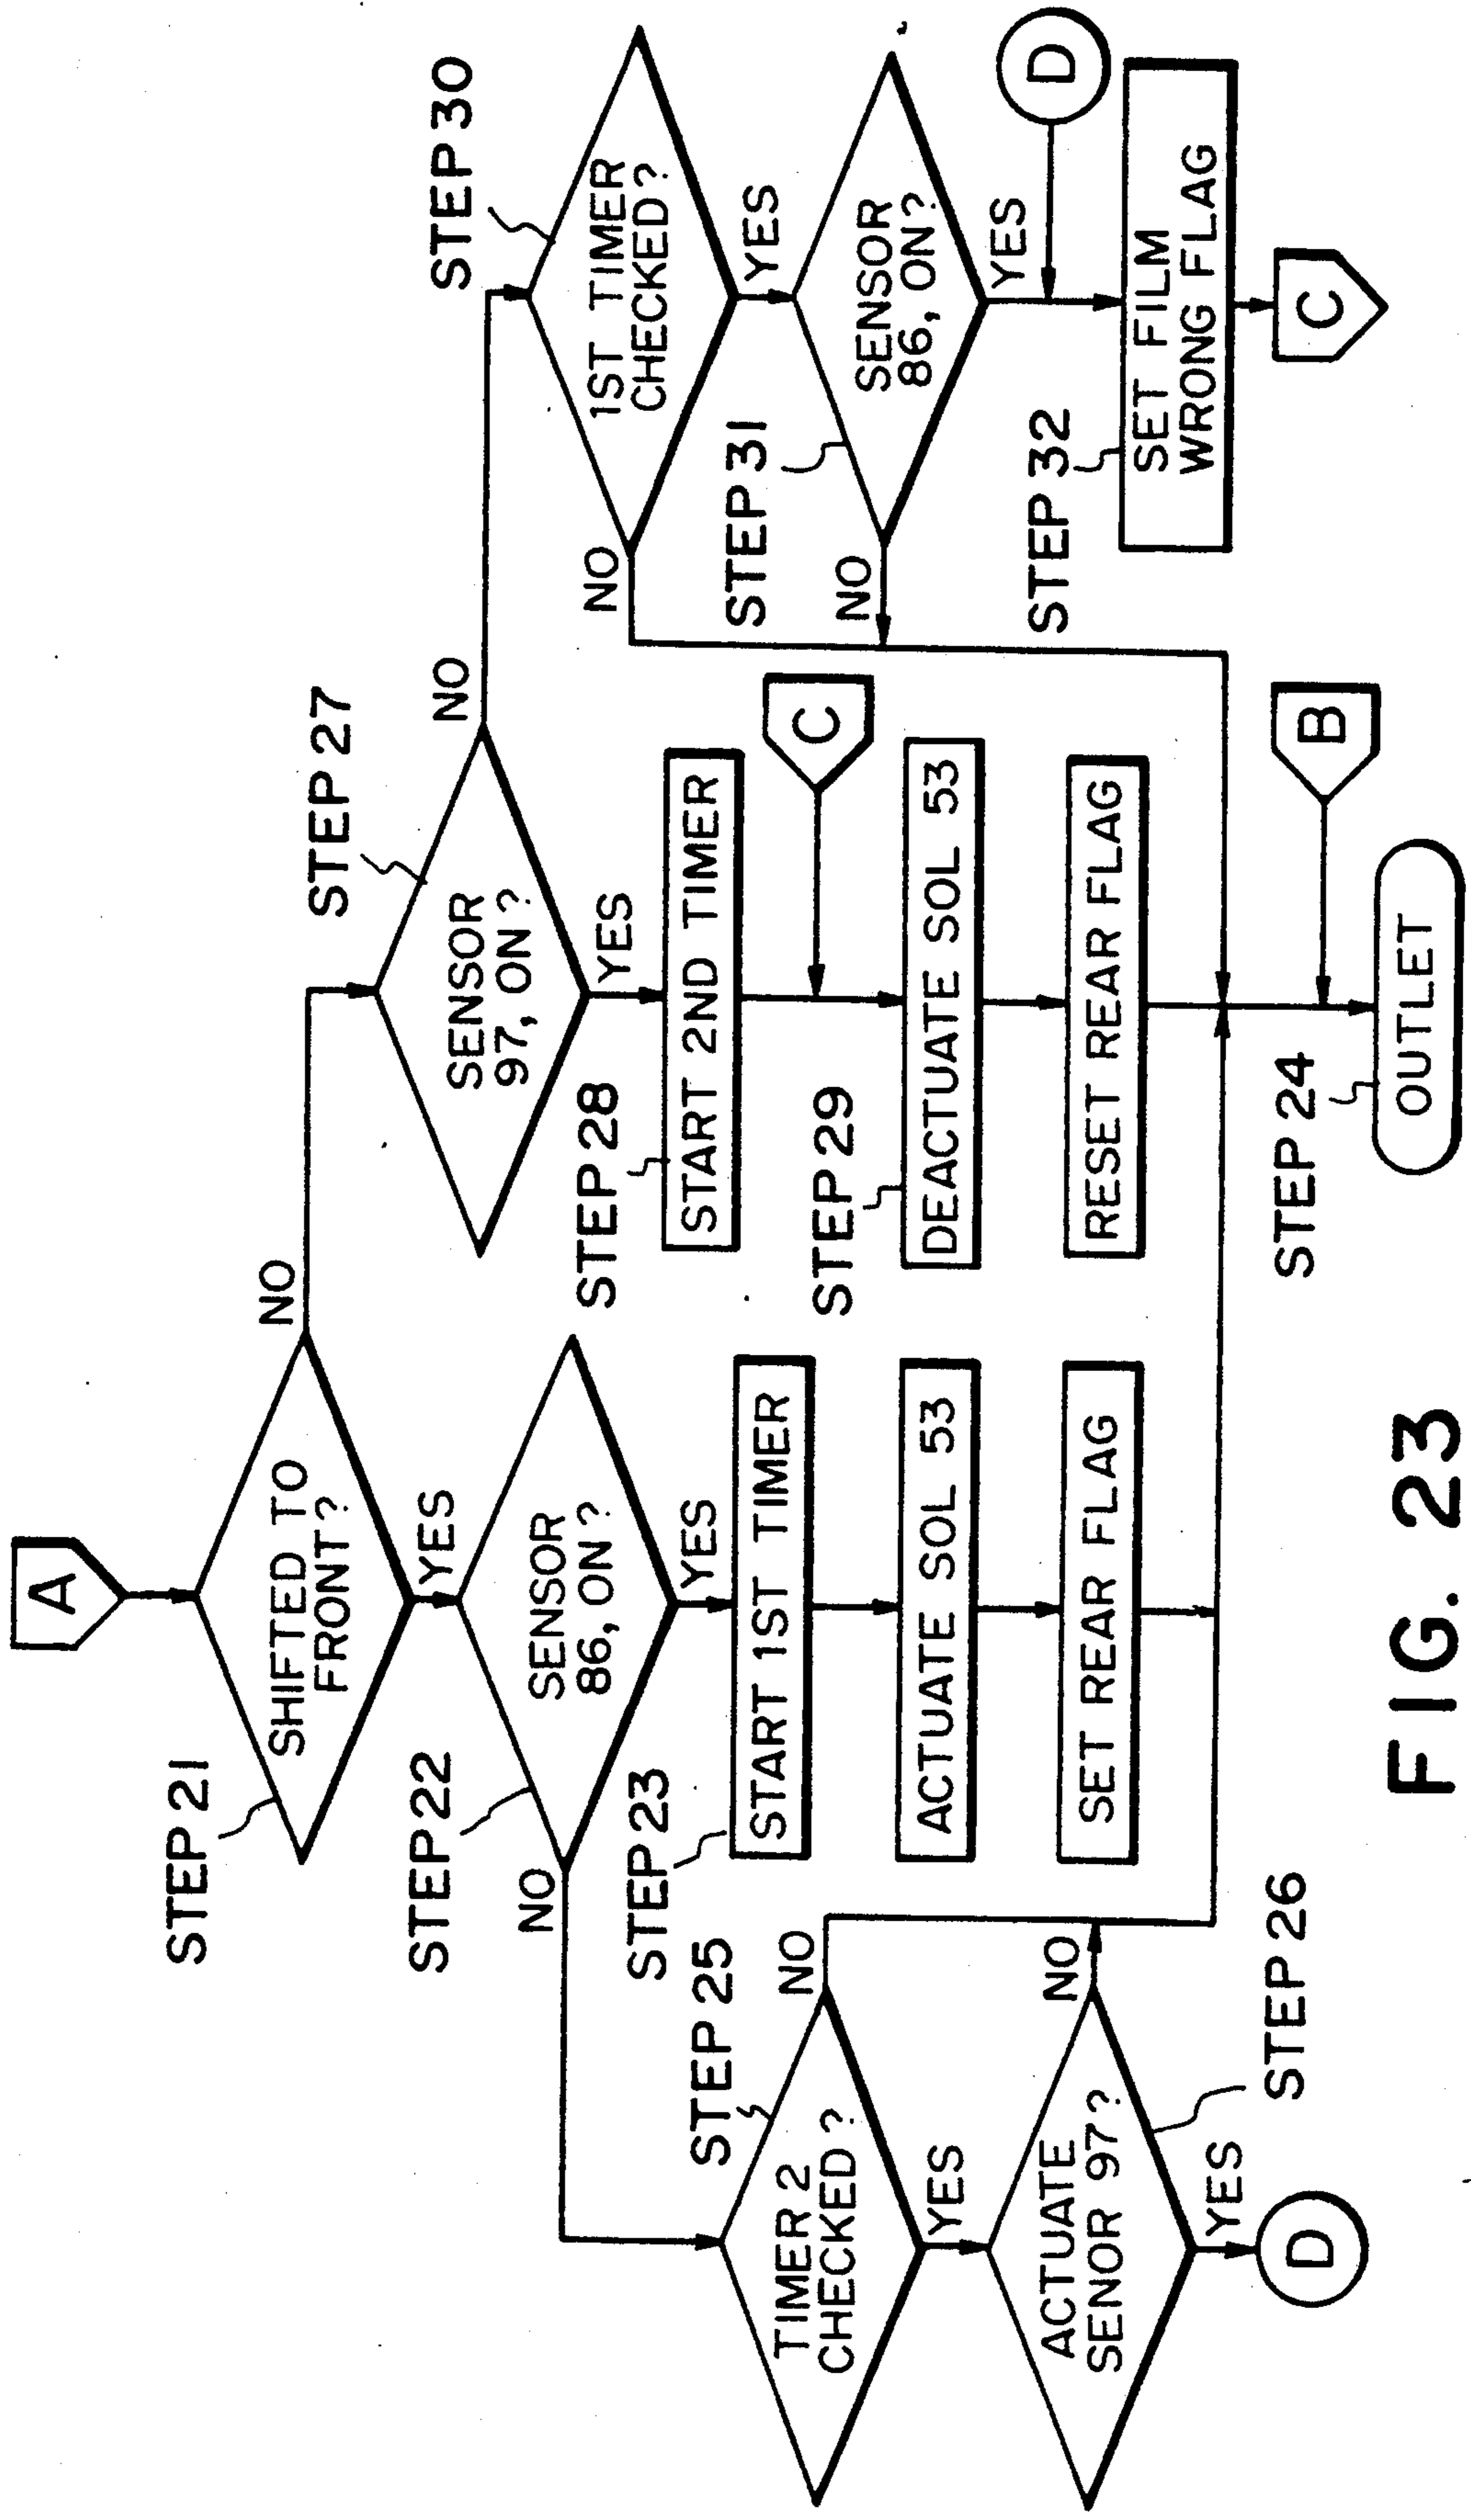 A
STEP 21
SHIFTED TO
FRONT?
NO
YES
STEP 22
SENSOR
86, ON?
NO
YES
STEP 23
START 1ST TIMER
ACTUATE SOL 53
SET REAR FLAG
STEP 25
TIMER 2
CHECKED?
NO
YES
ACTUATE
SENOR 97?
NO
STEP 26
YES
D
STEP 27
SENSOR
97, ON?
NO
YES
STEP 28
START 2ND TIMER
C
STEP 29
DEACTUATE SOL 53
RESET REAR FLAG
B
STEP 24
OUTLET
STEP 30
1ST TIMER
CHECKED?
NO
YES
STEP 31
SENSOR
86, ON?
NO
YES
D
STEP 32
SET FILM
WRONG FLAG
C
FIG. 23